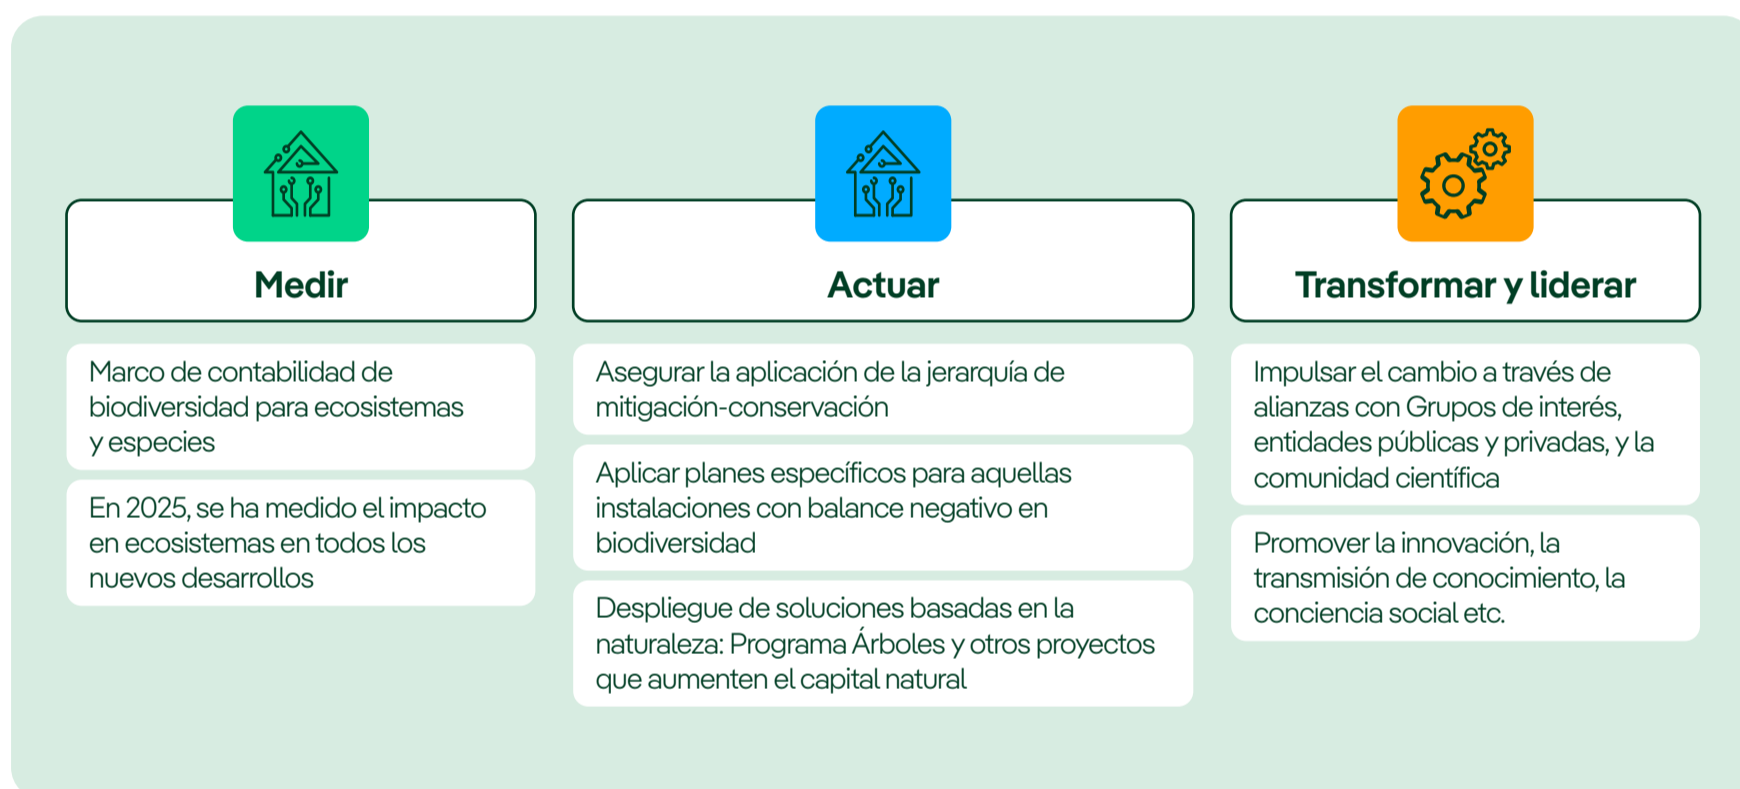 Medir
Marco de contabilidad de
biodiversidad para ecosistemas
y especies
En 2025, se ha medido el impacto
en ecosistemas en todos los
nuevos desarrollos
Actuar
Asegurar la aplicación de la jerarquía de
mitigación-conservación
Aplicar planes específicos para aquellas
instalaciones con balance negativo en
biodiversidad
Despliegue de soluciones basadas en la
naturaleza: Programa Árboles y otros proyectos
que aumenten el capital natural
Transformar y liderar
Impulsar el cambio a través de
alianzas con Grupos de interés,
entidades públicas y privadas, y la
comunidad científica
Promover la innovación, la
transmisión de conocimiento, la
conciencia social etc.